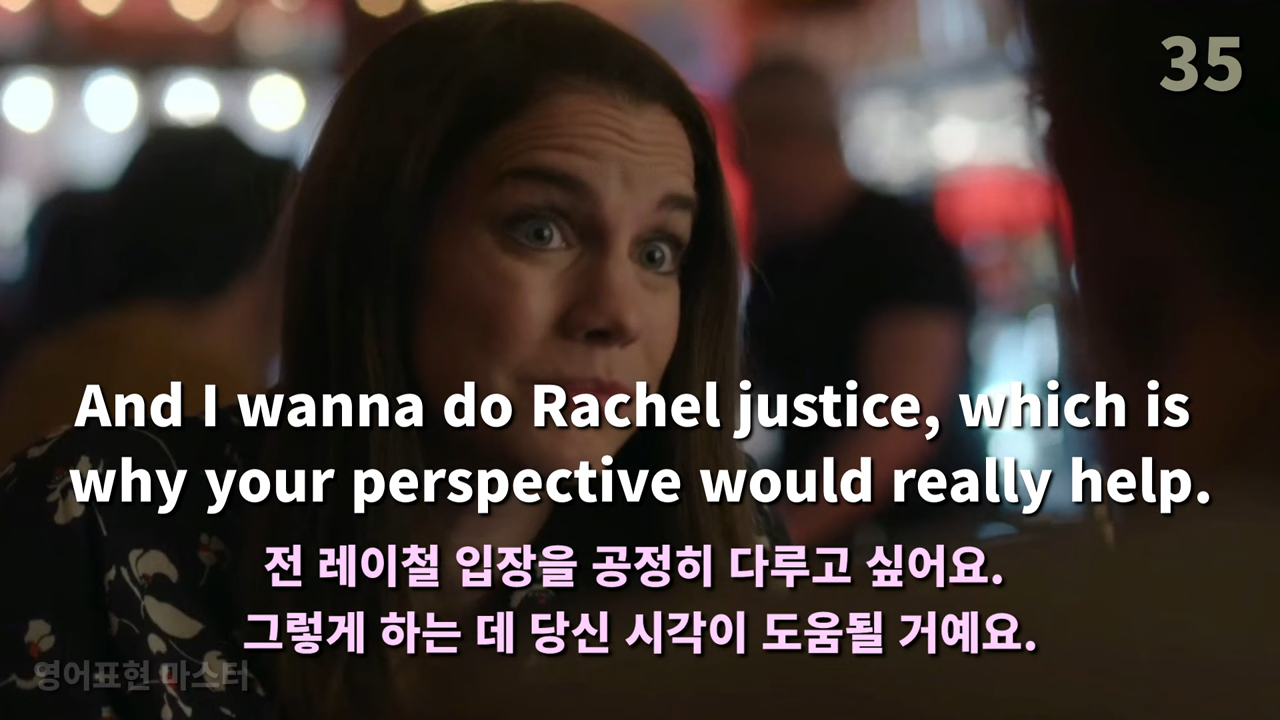 35
And I wanna do Rachel justice, which is
why your perspective would really help.
전 레이철 입장을 공정히 다루고 싶어요.
그렇게 하는 데 당신 시각이 도움될 거예요.
영어표현 마스터